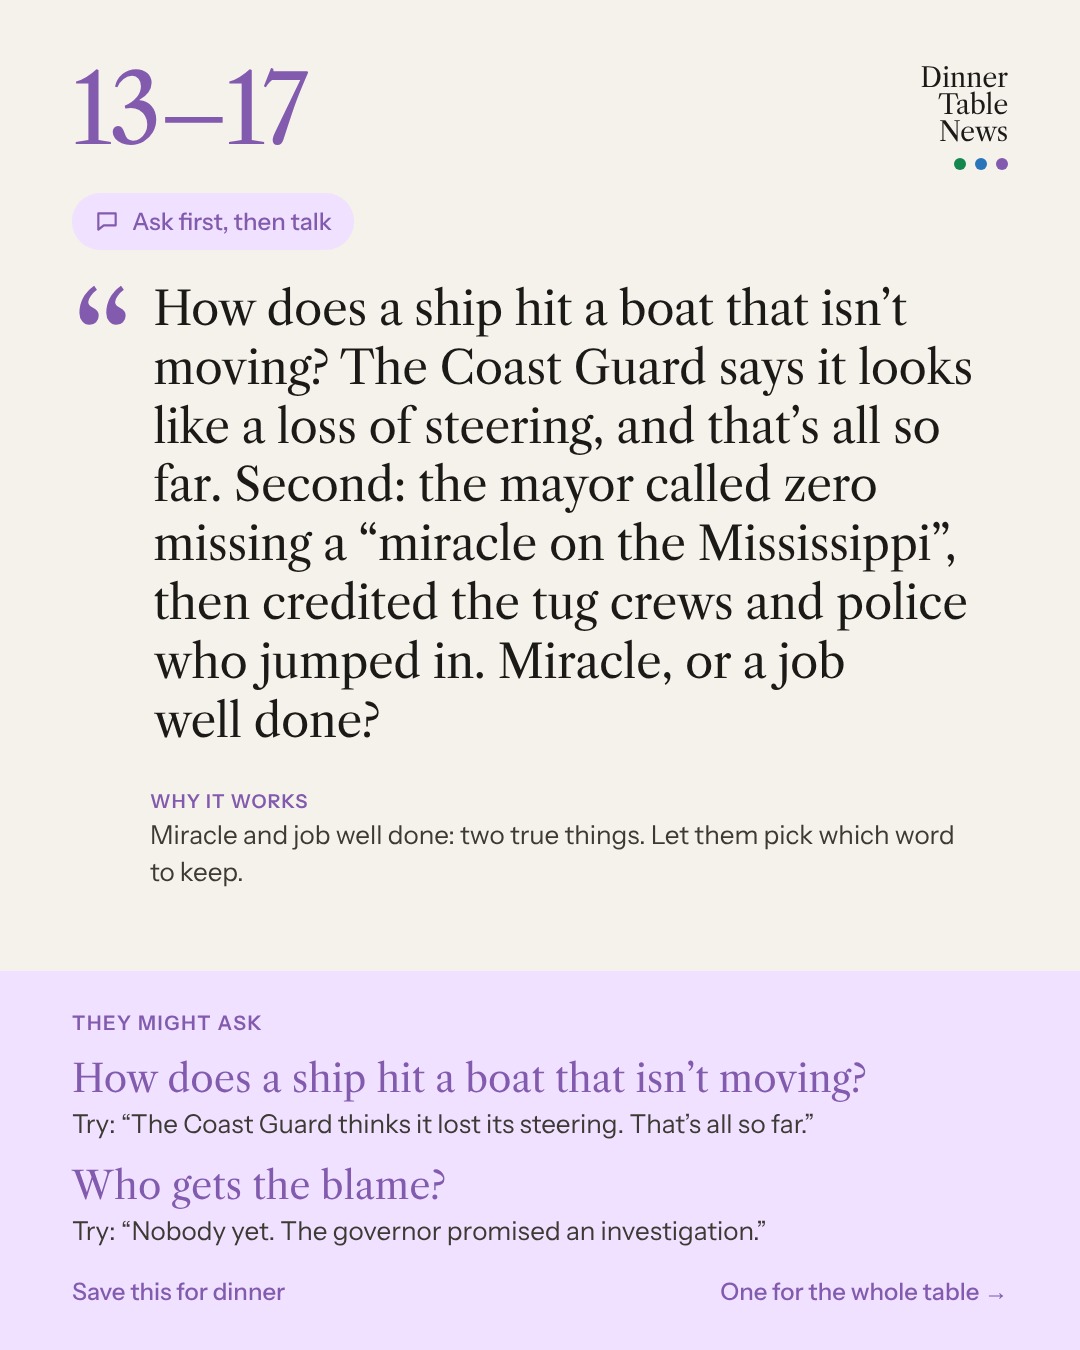 13–17
Dinner
Table
News
Ask first, then talk
“ How does a ship hit a boat that isn’t
moving? The Coast Guard says it looks
like a loss of steering, and that’s all so
far. Second: the mayor called zero
missing a “miracle on the Mississippi”,
then credited the tug crews and police
who jumped in. Miracle, or a job
well done?
WHY IT WORKS
Miracle and job well done: two true things. Let them pick which word
to keep.
THEY MIGHT ASK
How does a ship hit a boat that isn’t moving?
Try: “The Coast Guard thinks it lost its steering. That’s all so far.”
Who gets the blame?
Try: “Nobody yet. The governor promised an investigation.”
Save this for dinner
One for the whole table →